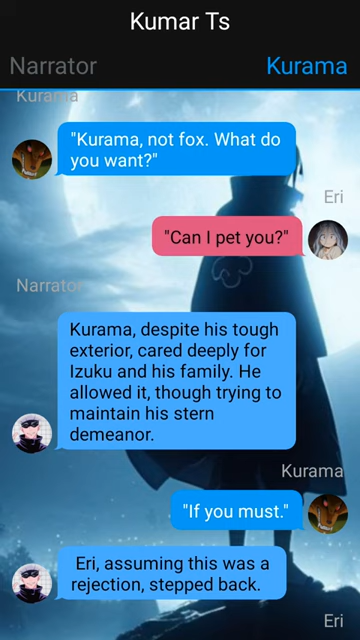 Kumar Ts
Narrator
Kurama
Kurama
"Kurama, not fox. What do
you want?"
Eri
"Can I pet you?"
Narrator
Kurama, despite his tough
exterior, cared deeply for
Izuku and his family. He
allowed it, though trying to
maintain his stern
demeanor.
Kurama
"If you must."
Eri, assuming this was a
rejection, stepped back.
Eri